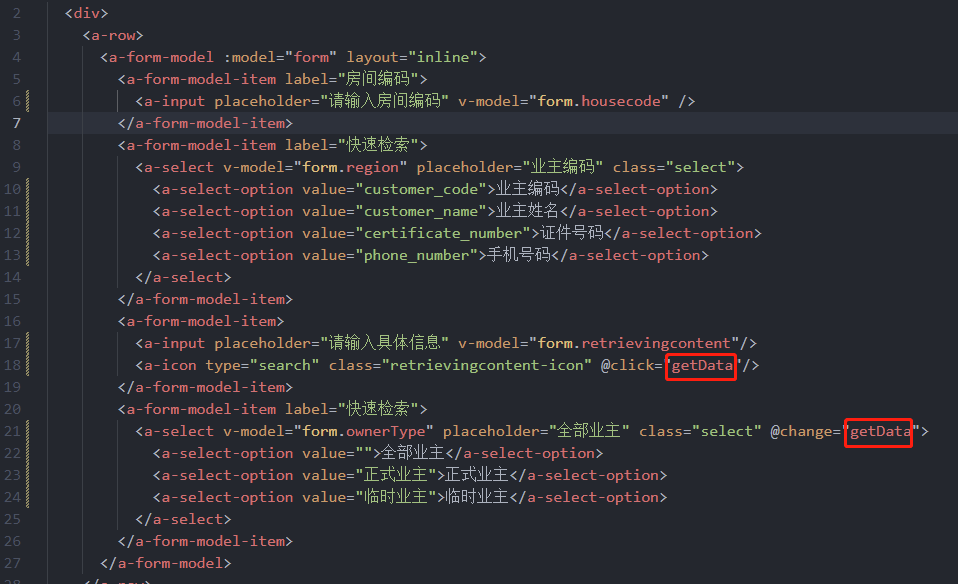 2 <div>
3 <a-row>
4 <a-form-model :model="form" layout="inline">
5 <a-form-model-item label="房间编码">
6 <a-input placeholder="请输入房间编码" v-model="form.housecode" />
7 </a-form-model-item>
8 <a-form-model-item label="快速检索">
9 <a-select v-model="form.region" placeholder="业主编码" class="select">
10 <a-select-option value="customer_code">业主编码</a-select-option>
11 <a-select-option value="customer_name">业主姓名</a-select-option>
12 <a-select-option value="certificate_number">证件号码</a-select-option>
13 <a-select-option value="phone_number">手机号码</a-select-option>
14 </a-select>
15 </a-form-model-item>
16 <a-form-model-item>
17 <a-input placeholder="请输入具体信息" v-model="form.retrievingcontent"/>
18 <a-icon type="search" class="retrievingcontent-icon" @click="getData"/>
19 </a-form-model-item>
20 <a-form-model-item label="快速检索">
21 <a-select v-model="form.ownerType" placeholder="全部业主" class="select" @change="getData">
22 <a-select-option value="">全部业主</a-select-option>
23 <a-select-option value="正式业主">正式业主</a-select-option>
24 <a-select-option value="临时业主">临时业主</a-select-option>
25 </a-select>
26 </a-form-model-item>
27 </a-form-model>